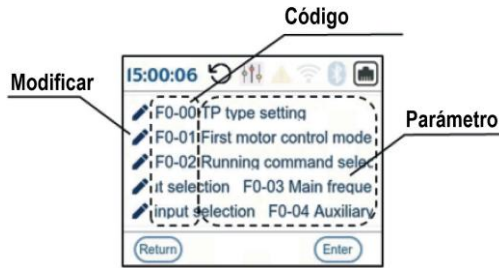 Código
15:00:06
Modificar
F0-00 TP type setting
F0-01 First motor control mode
Parámetro
F0-02 Running command selec
ut selection F0-03 Main freque
input selection F0-04 Auxiliary
Return Enter